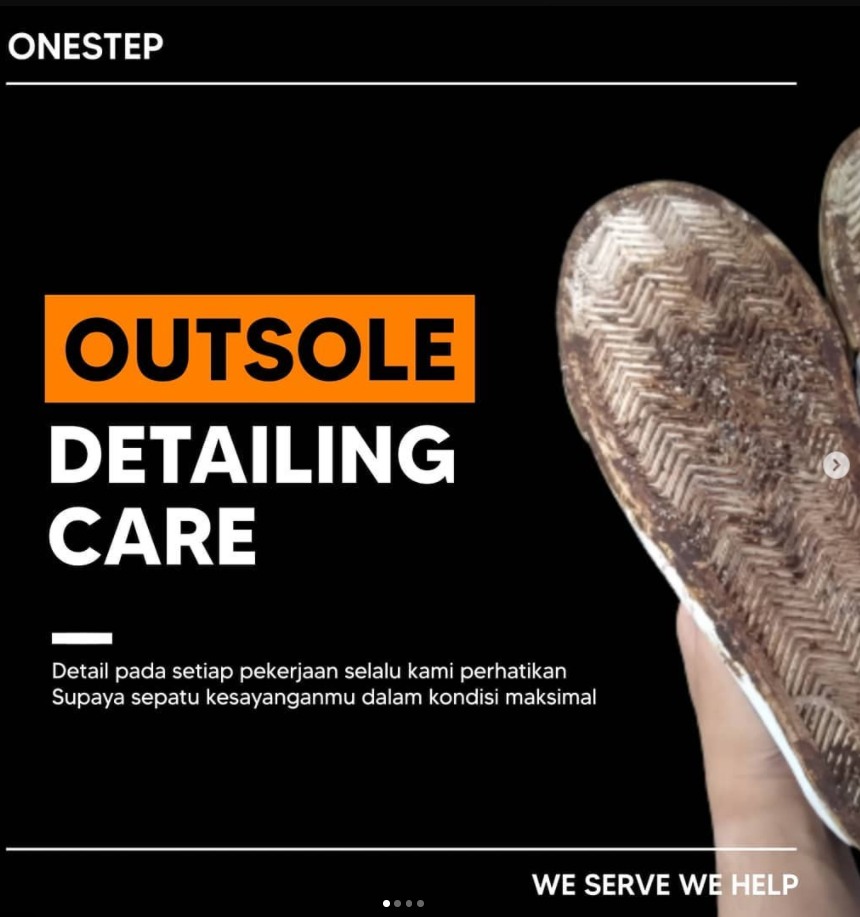 ONESTEP
OUTSOLE
DETAILING
CARE
Detail pada setiap pekerjaan selalu kami perhatikan
Supaya sepatu kesayanganmu dalam kondisi maksimal
WE SERVE WE HELP